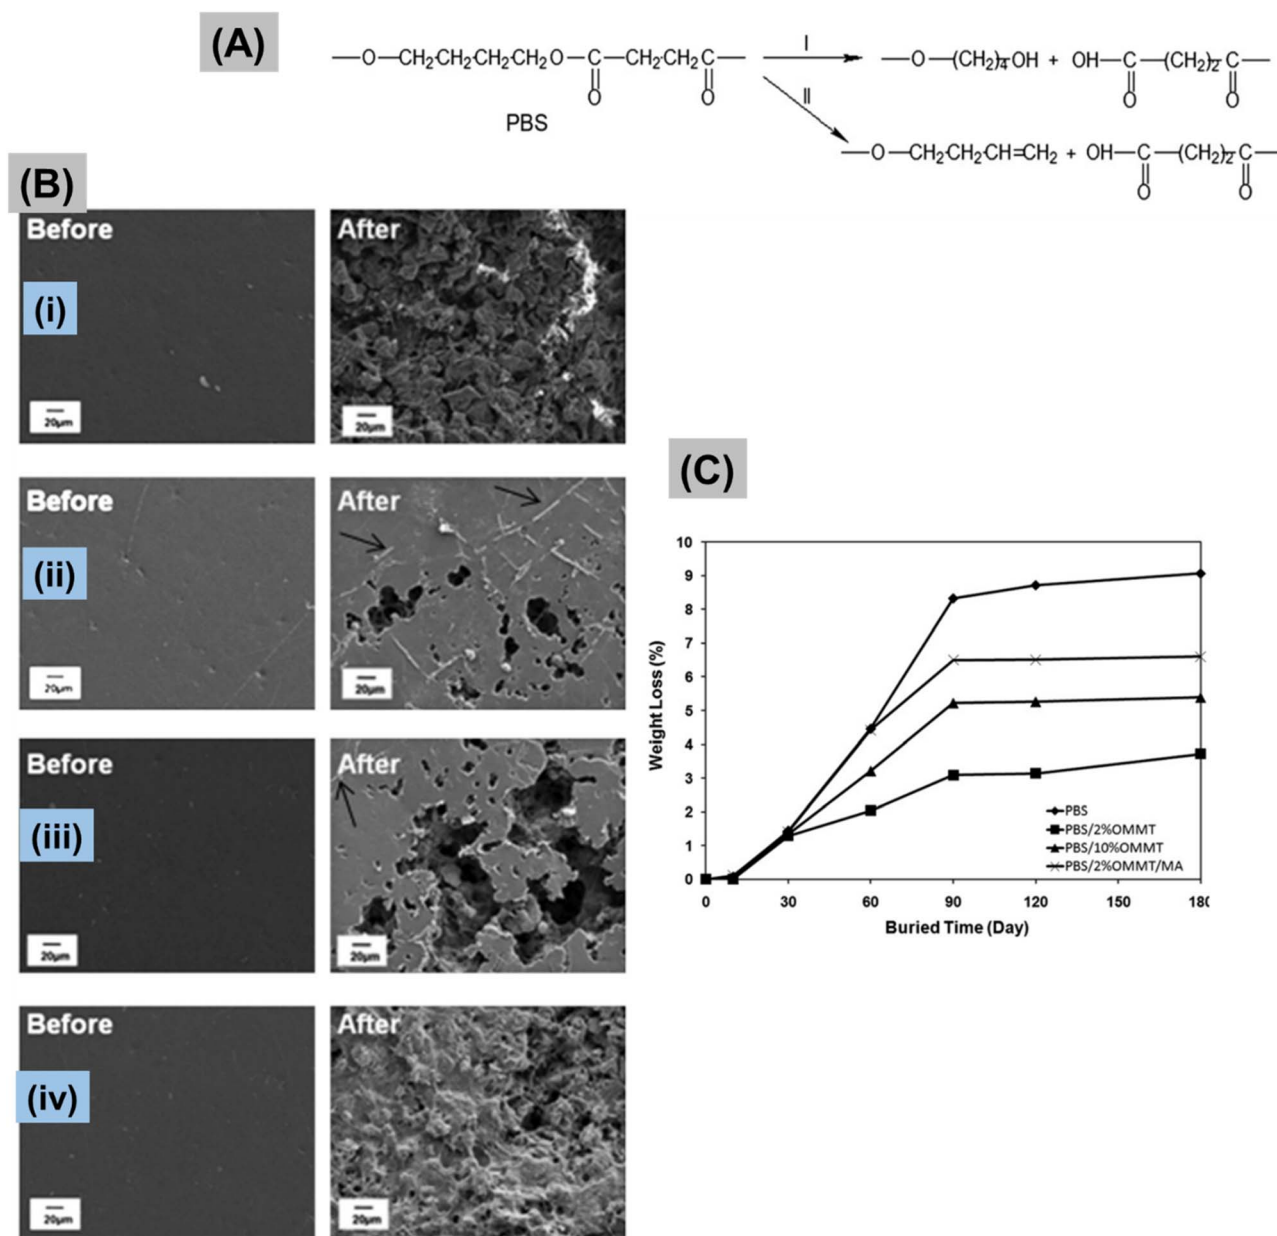 (A)
—O—CH₂CH₂CH₂CH₂O—C—CH₂CH₂C— I —O—(CH₂)₄OH + OH—C—(CH₂)₂C—
O O O O
PBS II
—O—CH₂CH₂CH=CH₂ + OH—C—(CH₂)₂C—
O O
(B)
Before After
(i)
20µm 20µm
Before After
(ii)
20µm 20µm
Before After
(iii)
20µm 20µm
Before After
(iv)
20µm 20µm
(C)
10
9
8
7
6
5
4
3
2
1
0
Weight Loss (%)
PBS
PBS/2%OMMT
PBS/10%OMMT
PBS/2%OMMT/MA
0 30 60 90 120 150 180
Buried Time (Day)